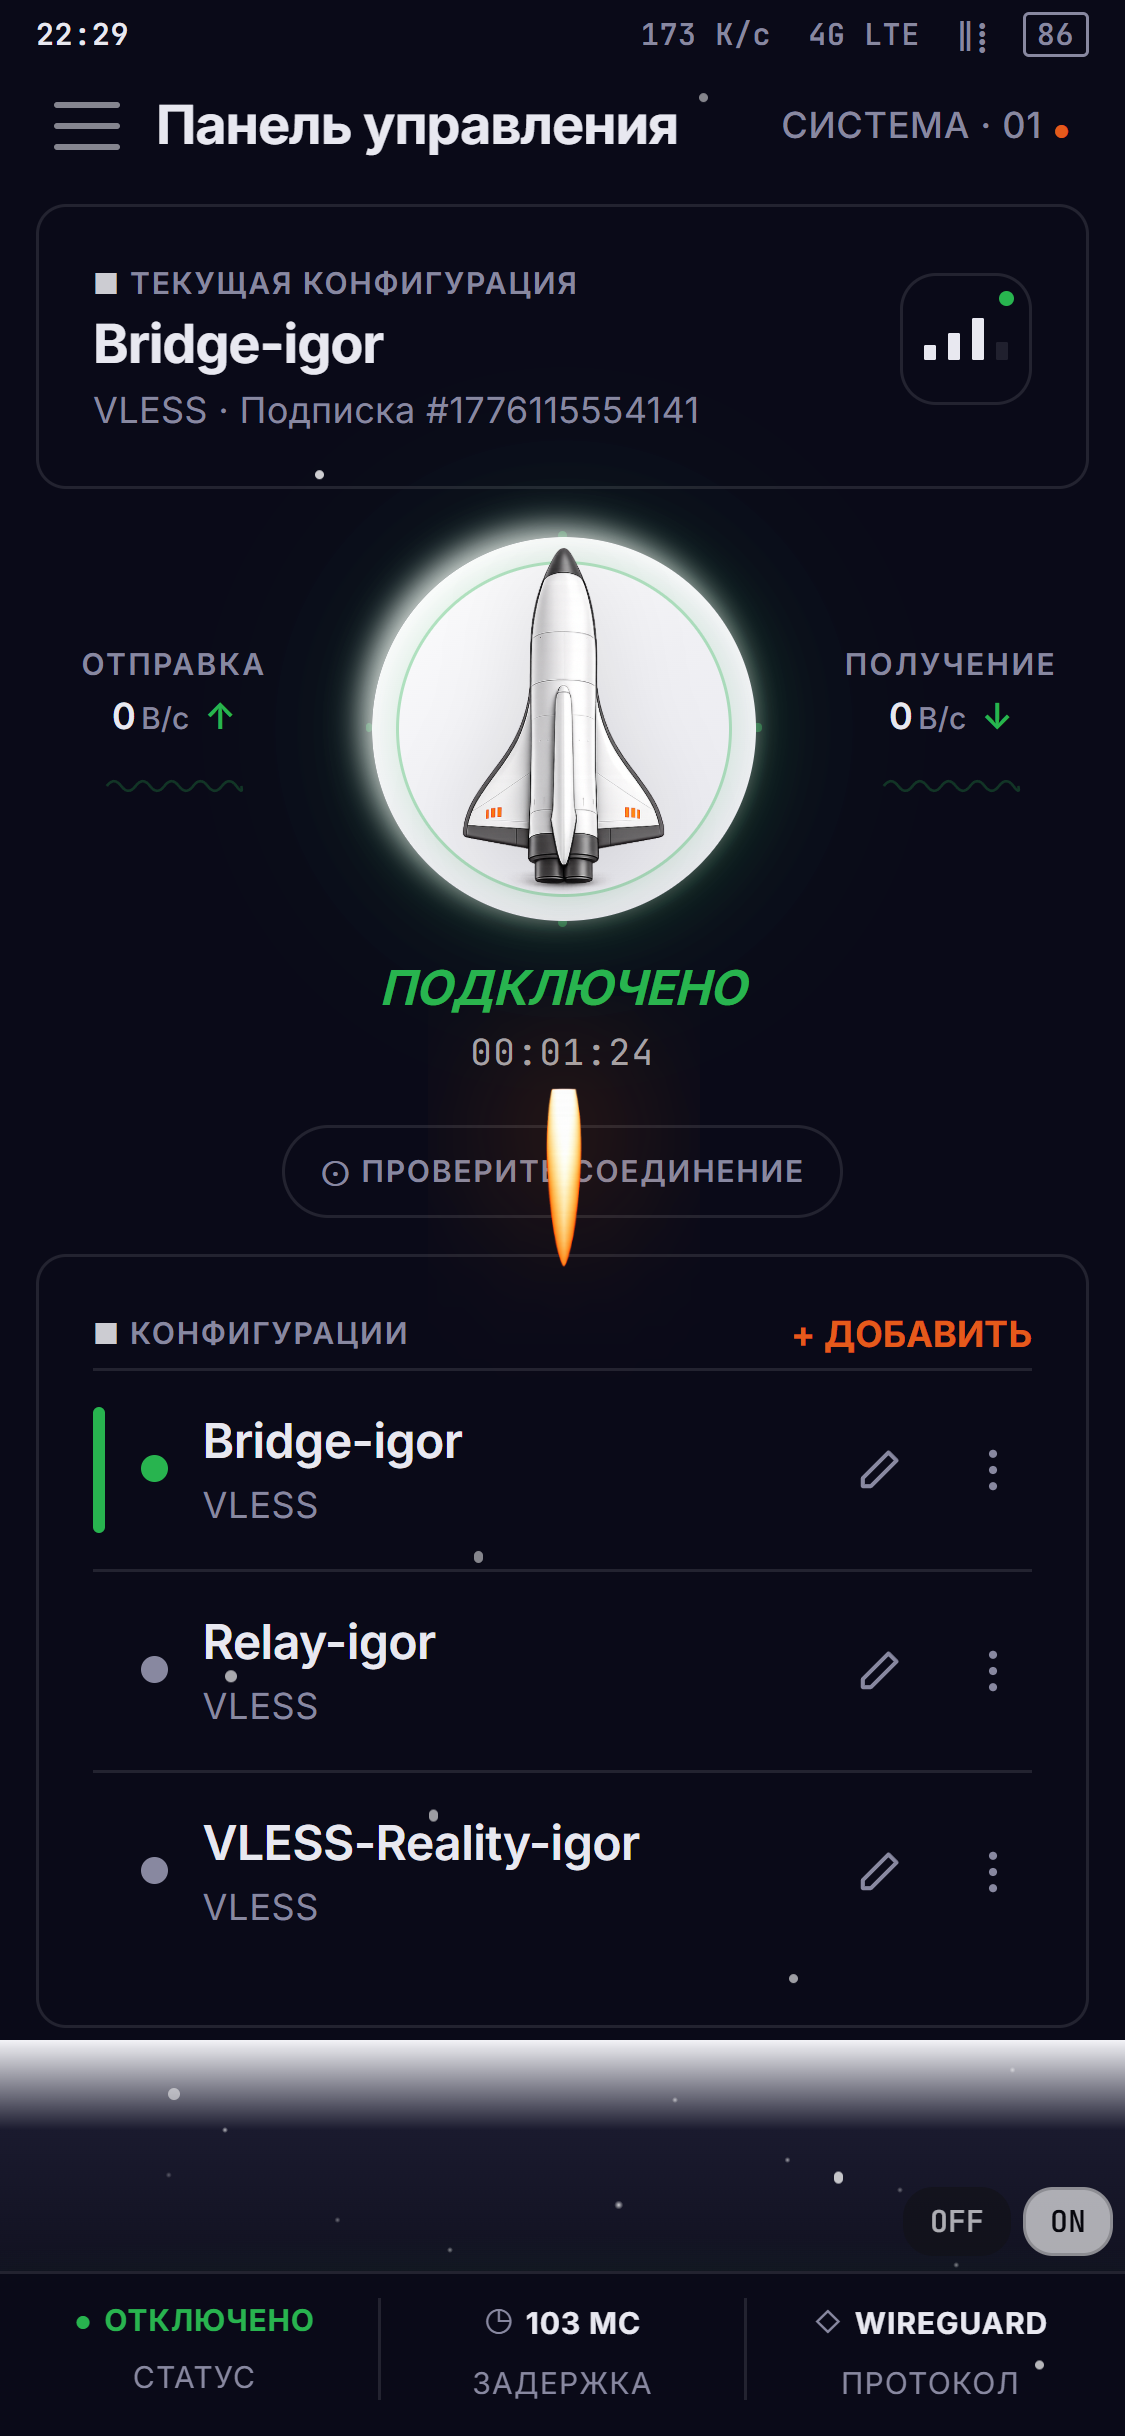 22:29
173 K/c 4G LTE 86
Панель управления
СИСТЕМА · 01
ТЕКУЩАЯ КОНФИГУРАЦИЯ
Bridge-igor
VLESS · Подписка #1776115554141
ОТПРАВКА
0 B/c ↑
ПОЛУЧЕНИЕ
0 B/c ↓
ПОДКЛЮЧЕНО
00:01:24
ПРОВЕРИТЬ СОЕДИНЕНИЕ
КОНФИГУРАЦИИ
+ ДОБАВИТЬ
Bridge-igor
VLESS
Relay-igor
VLESS
VLESS-Reality-igor
VLESS
OFF ON
ОТКЛЮЧЕНО
СТАТУС
103 МС
ЗАДЕРЖКА
WIREGUARD
ПРОТОКОЛ